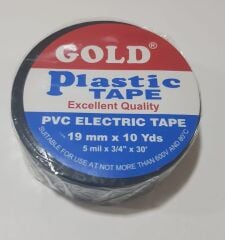 GOLD®
Plastic
TAPE
Excellent Quality
PVC ELECTRIC TAPE
19 mm x 10 Yds
5 mil x 3/4" x 30'
SUITABLE FOR USE AT NOT MORE THAN 600V AND 80°C